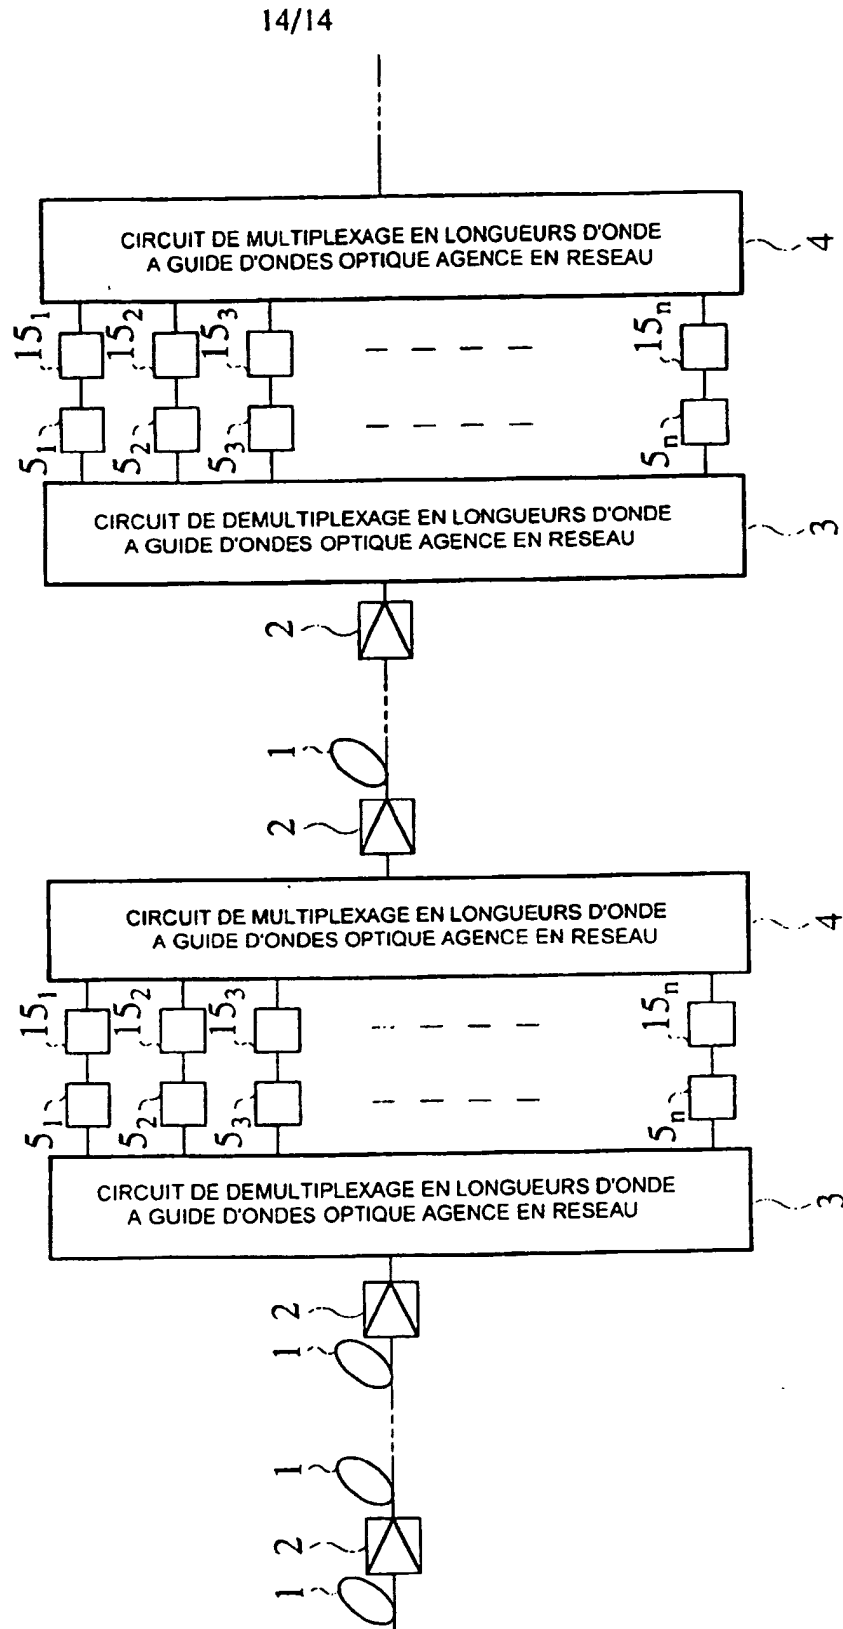 14/14
CIRCUIT DE MULTIPLEXAGE EN LONGUEURS D'ONDE
A GUIDE D'ONDES OPTIQUE AGENCE EN RESEAU
4
15₁
15₂
15₃
15ₙ
5₁
5₂
5₃
5ₙ
CIRCUIT DE DEMULTIPLEXAGE EN LONGUEURS D'ONDE
A GUIDE D'ONDES OPTIQUE AGENCE EN RESEAU
3
2
1
2
CIRCUIT DE MULTIPLEXAGE EN LONGUEURS D'ONDE
A GUIDE D'ONDES OPTIQUE AGENCE EN RESEAU
4
15₁
15₂
15₃
15ₙ
5₁
5₂
5₃
5ₙ
CIRCUIT DE DEMULTIPLEXAGE EN LONGUEURS D'ONDE
A GUIDE D'ONDES OPTIQUE AGENCE EN RESEAU
3
2
1
1
2
1